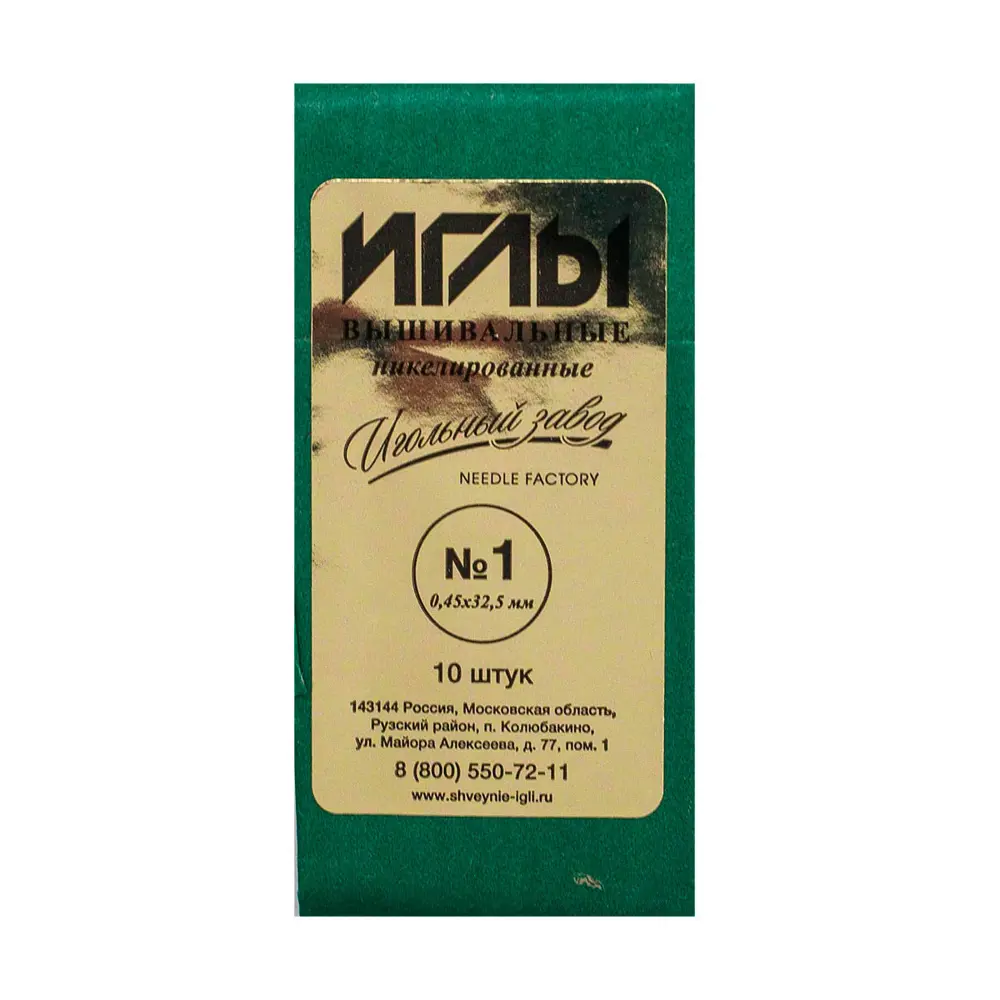 ИГЛЫ
ВЫШИВАЛЬНЫЕ
никелированные
Игольный завод
NEEDLE FACTORY
№1
0,45х32,5 мм
10 штук
143144 Россия, Московская область,
Рузский район, п. Колюбакино,
ул. Майора Алексеева, д. 77, пом. 1
8 (800) 550-72-11
www.shveynie-igli.ru